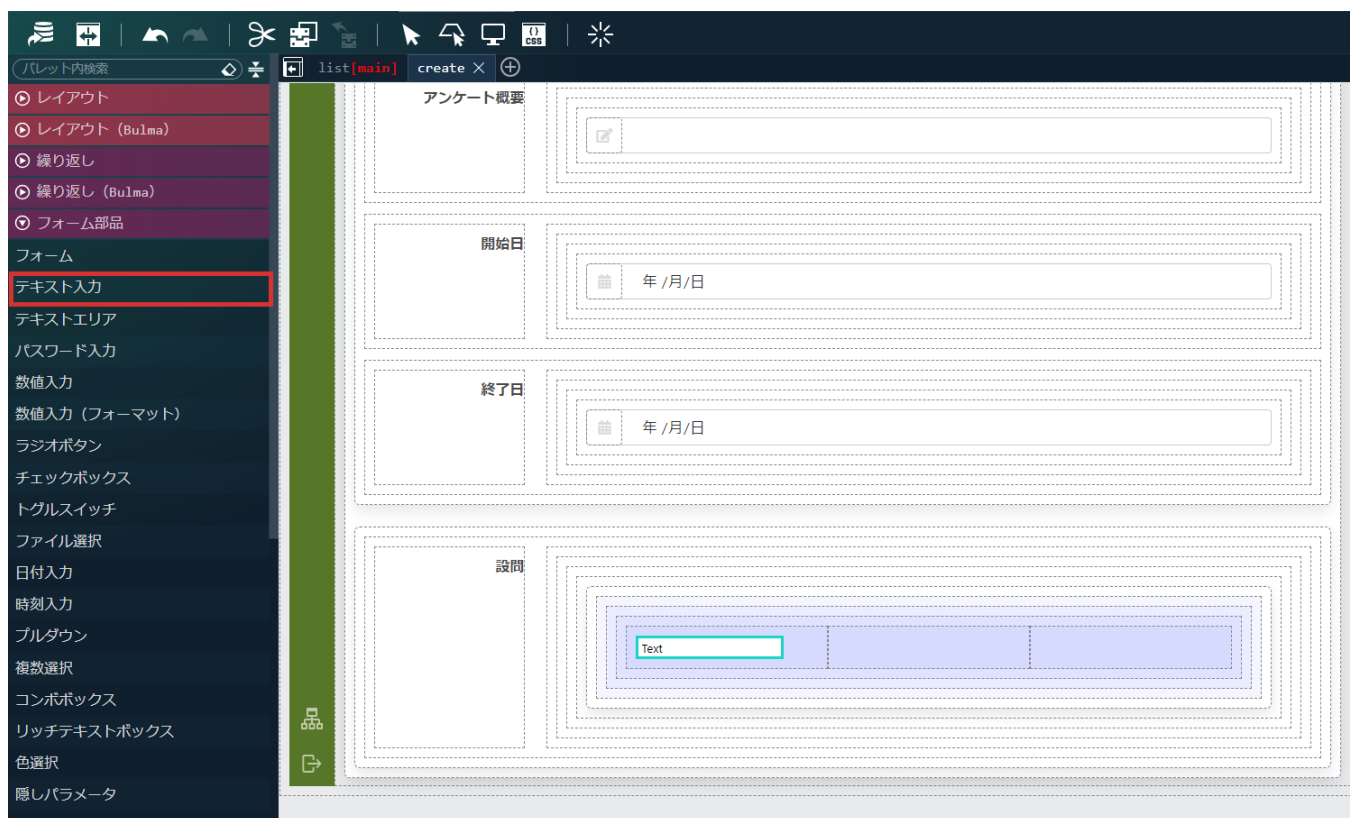 {} CSS
パレット内検索
list[main] create
レイアウト
レイアウト (Bulma)
繰り返し
繰り返し (Bulma)
フォーム部品
フォーム
テキスト入力
テキストエリア
パスワード入力
数値入力
数値入力 (フォーマット)
ラジオボタン
チェックボックス
トグルスイッチ
ファイル選択
日付入力
時刻入力
プルダウン
複数選択
コンボボックス
リッチテキストボックス
色選択
隠しパラメータ
アンケート概要
開始日
年 /月/日
終了日
年 /月/日
設問
Text